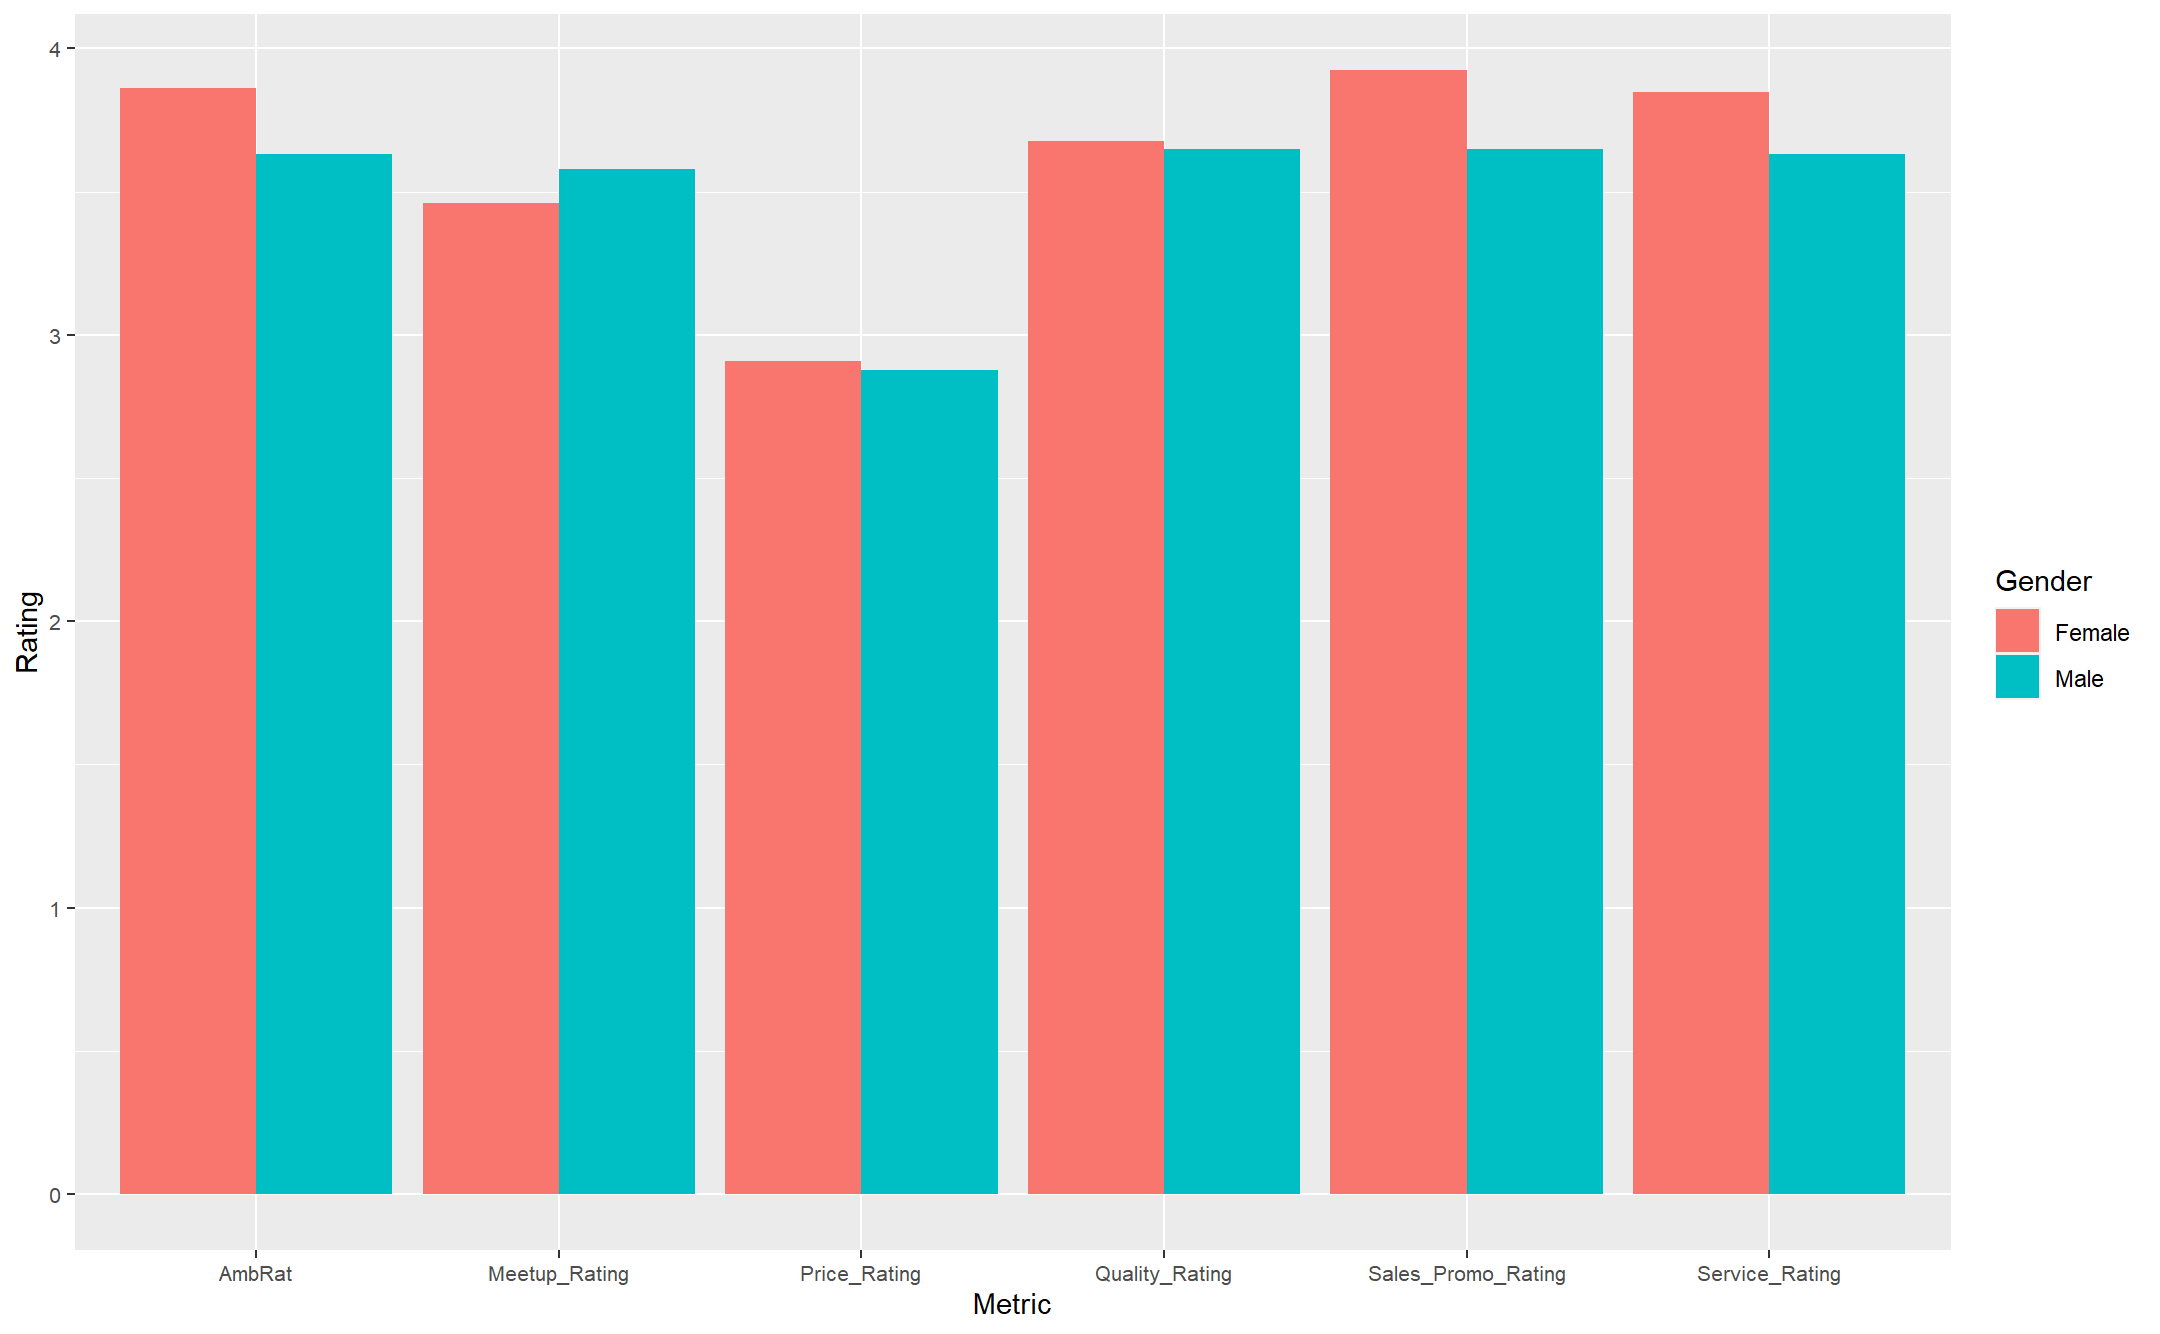 4
3
2
1
0
Rating
AmbRat
Meetup_Rating
Price_Rating
Quality_Rating
Sales_Promo_Rating
Service_Rating
Metric
Gender
Female
Male